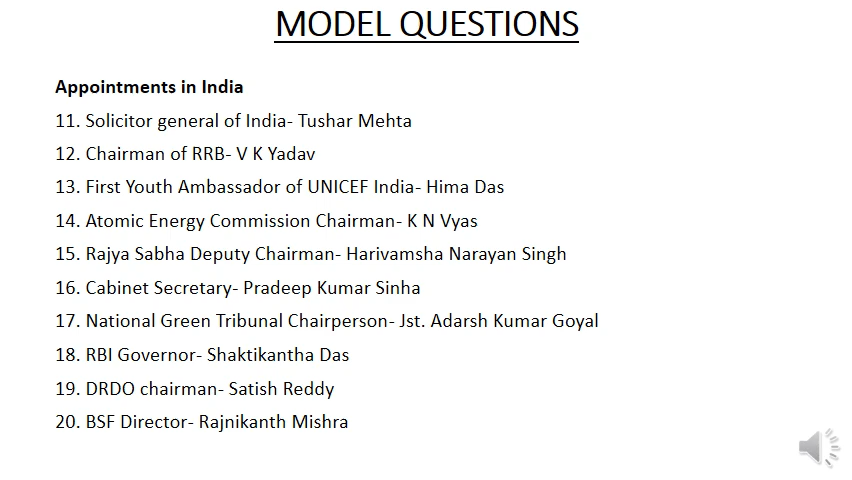 MODEL QUESTIONS
Appointments in India
11. Solicitor general of India- Tushar Mehta
12. Chairman of RRB- V K Yadav
13. First Youth Ambassador of UNICEF India- Hima Das
14. Atomic Energy Commission Chairman- K N Vyas
15. Rajya Sabha Deputy Chairman- Harivamsha Narayan Singh
16. Cabinet Secretary- Pradeep Kumar Sinha
17. National Green Tribunal Chairperson- Jst. Adarsh Kumar Goyal
18. RBI Governor- Shaktikantha Das
19. DRDO chairman- Satish Reddy
20. BSF Director- Rajnikanth Mishra